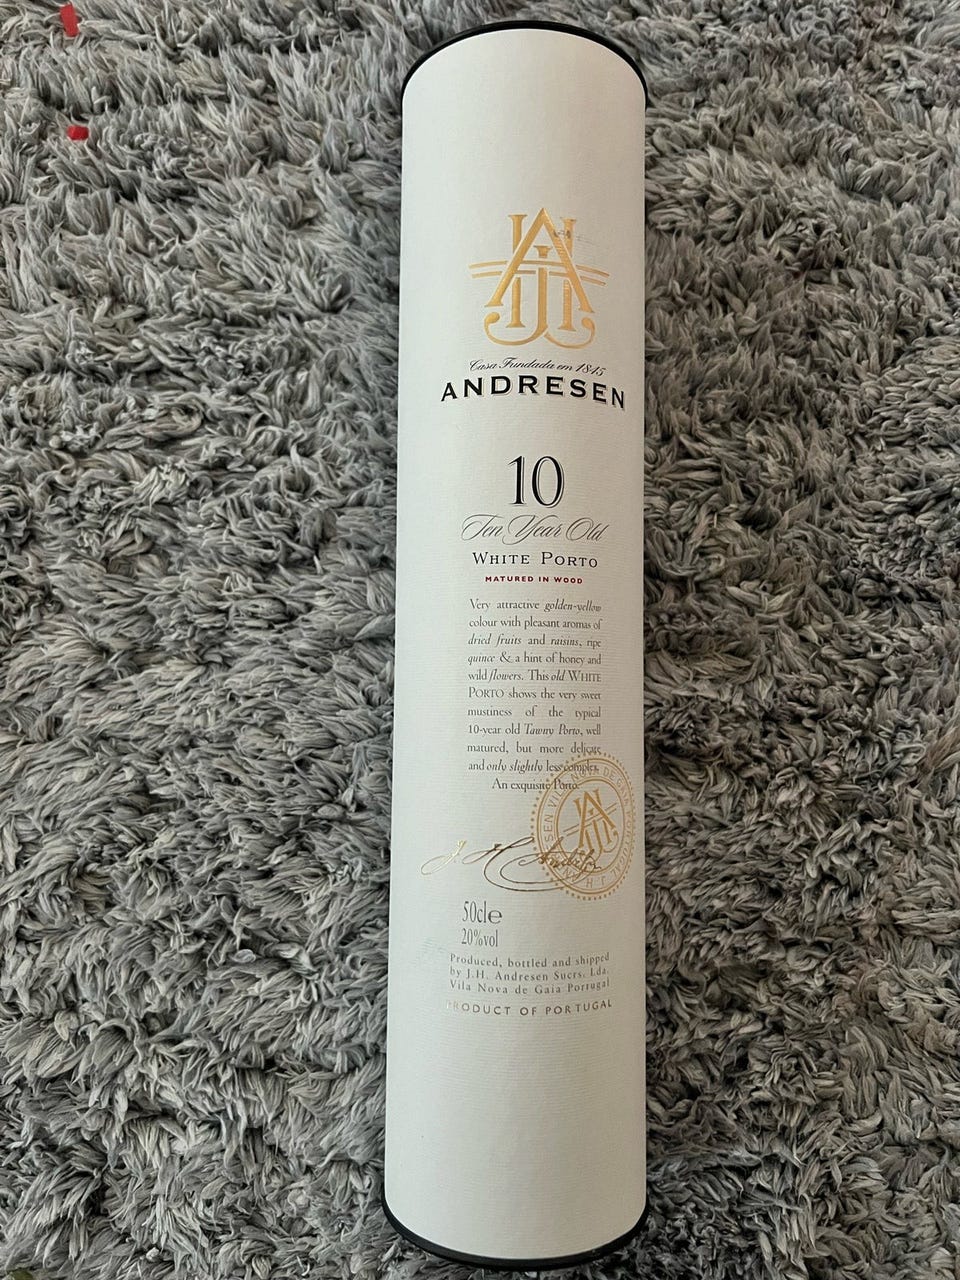 Casa Fundada em 1845
ANDRESEN
10
Ten Year Old
WHITE PORTO
MATURED IN WOOD
Very attractive golden-yellow
colour with pleasant aromas of
dried fruits and raisins, ripe
quince & a hint of honey and
wild flowers. This old WHITE
PORTO shows the very sweet
mustiness of the typical
10-year old Tawny Porto, well
matured, but more delicate
and only slightly less complex.
An exquisite Porto.
J. H. Andresen
50cl e
20%vol
Produced, bottled and shipped
by J.H. Andresen Sucrs. Lda.
Vila Nova de Gaia Portugal
PRODUCT OF PORTUGAL